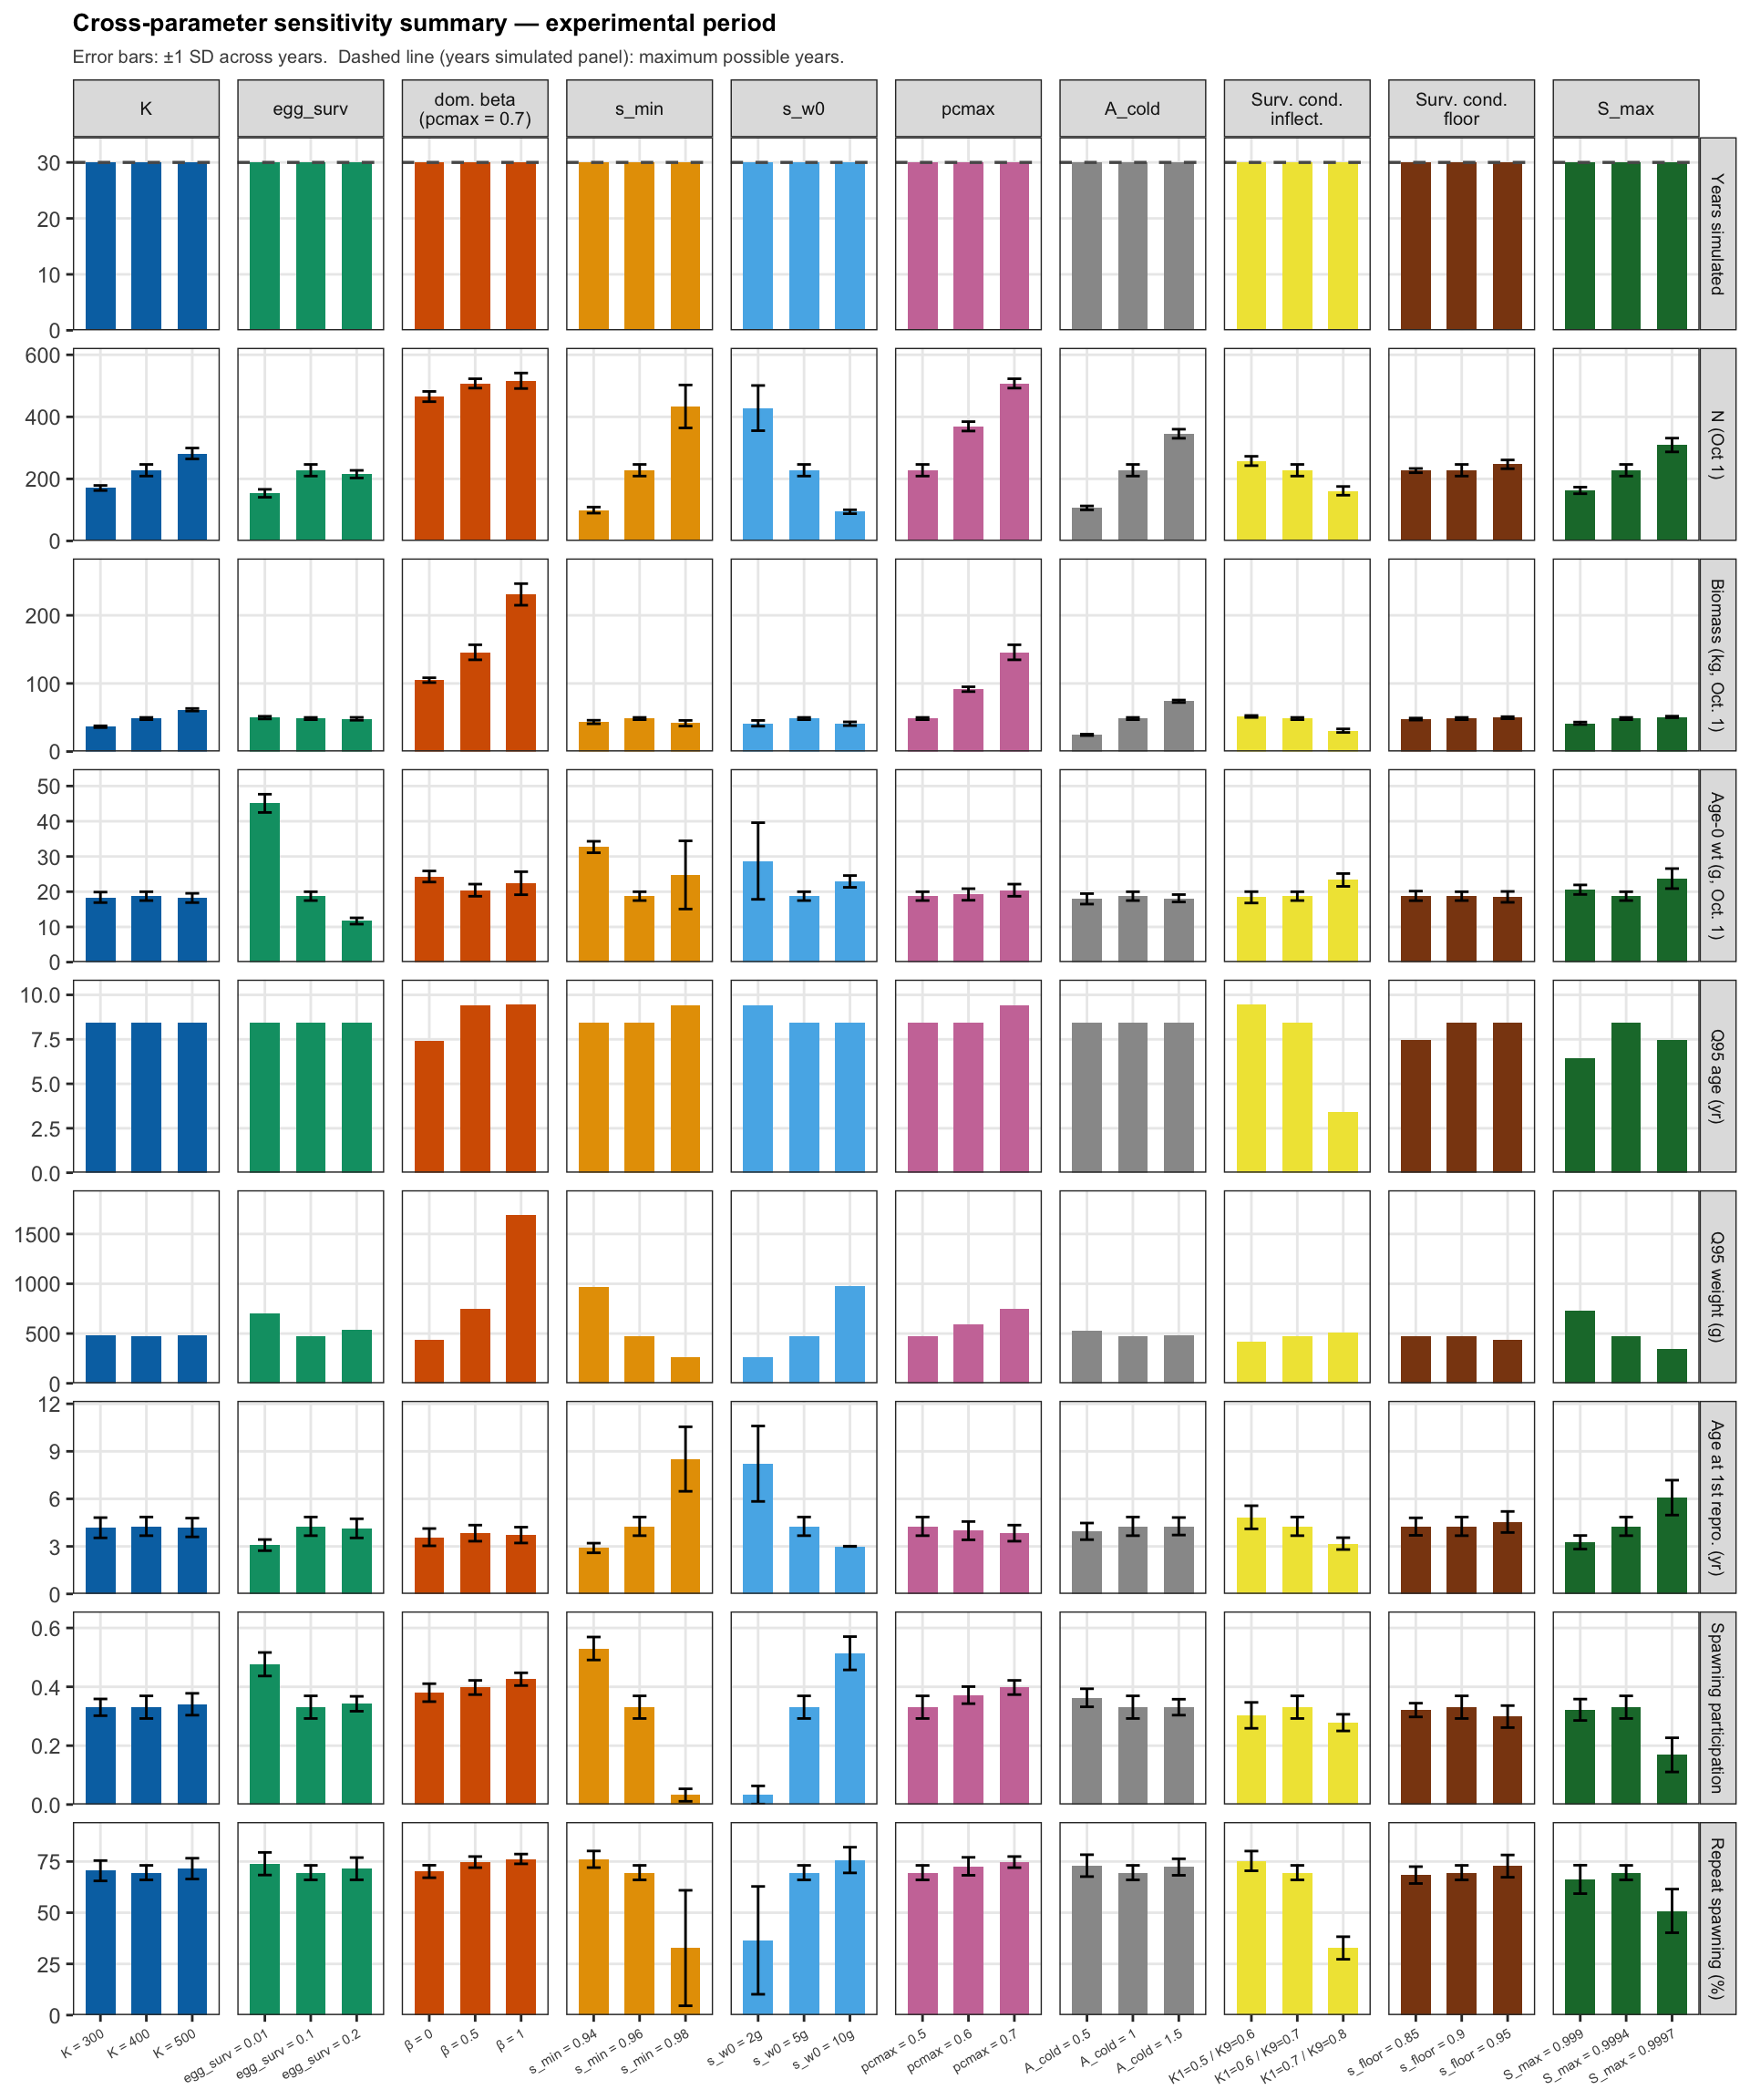 Cross-parameter sensitivity summary — experimental period
Error bars: ±1 SD across years.  Dashed line (years simulated panel): maximum possible years.
K
egg_surv
dom. beta
(pcmax = 0.7)
s_min
s_w0
pcmax
A_cold
Surv. cond.
inflect.
Surv. cond.
floor
S_max
30
20
10
0
Years simulated
600
400
200
0
N (Oct 1)
200
100
0
Biomass (kg, Oct. 1)
50
40
30
20
10
0
Age-0 wt (g, Oct. 1)
10.0
7.5
5.0
2.5
0.0
Q95 age (yr)
1500
1000
500
0
Q95 weight (g)
12
9
6
3
0
Age at 1st repro. (yr)
0.6
0.4
0.2
0.0
Spawning participation
75
50
25
0
Repeat spawning (%)
K = 300
K = 400
K = 500
egg_surv = 0.01
egg_surv = 0.1
egg_surv = 0.2
β = 0
β = 0.5
β = 1
s_min = 0.94
s_min = 0.96
s_min = 0.98
s_w0 = 2g
s_w0 = 5g
s_w0 = 10g
pcmax = 0.5
pcmax = 0.6
pcmax = 0.7
A_cold = 0.5
A_cold = 1
A_cold = 1.5
K1=0.5 / K9=0.6
K1=0.6 / K9=0.7
K1=0.7 / K9=0.8
s_floor = 0.85
s_floor = 0.9
s_floor = 0.95
S_max = 0.999
S_max = 0.9994
S_max = 0.9997